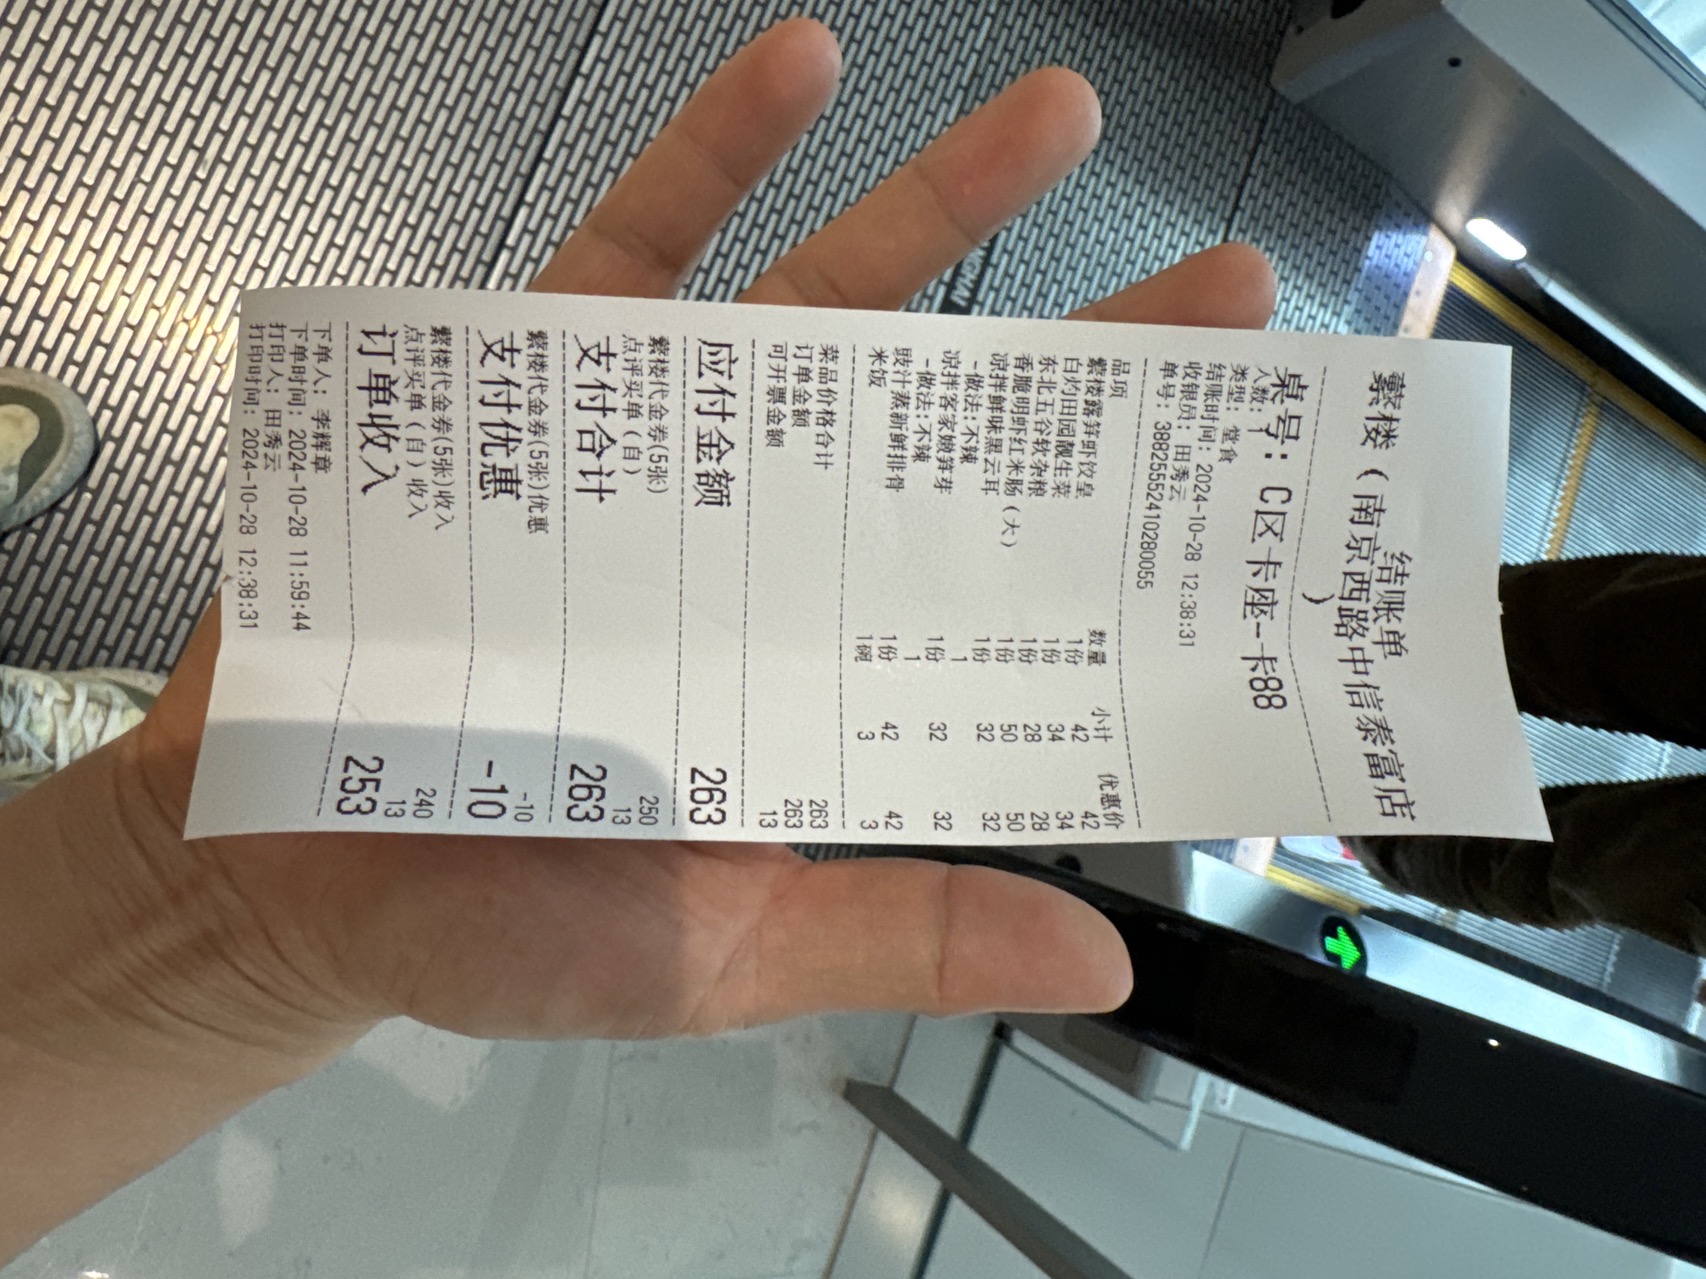 结账单
蘩楼（南京西路中信泰富店
）
桌号：C区卡座-卡88
人数：1
类型：堂食
结账时间：2024-10-28 12:38:31
收银员：田秀云
单号：3882555241028​0055
品项 数量 小计 优惠价
蘩楼露笋虾饺皇 1份 42 42
白灼田园靓生菜 1份 34 34
东北五谷软杂粮 1份 28 28
香脆明虾红米肠（大） 1份 50 50
凉拌鲜味黑云耳 1份 32 32
-做法:不辣 1
凉拌客家嫩笋芽 1份 32 32
-做法:不辣 1
豉汁蒸新鲜排骨 1份 42 42
米饭 1碗 3 3
菜品价格合计 263
订单金额 263
可开票金额 13
应付金额 263
蘩楼代金券(5张) 250
点评买单（自） 13
支付合计 263
蘩楼代金券(5张)优惠 -10
支付优惠 -10
蘩楼代金券(5张)收入 240
点评买单（自）收入 13
订单收入 253
下单人：李辉章
下单时间：2024-10-28 11:59:44
打印人：田秀云
打印时间：2024-10-28 12:38:31